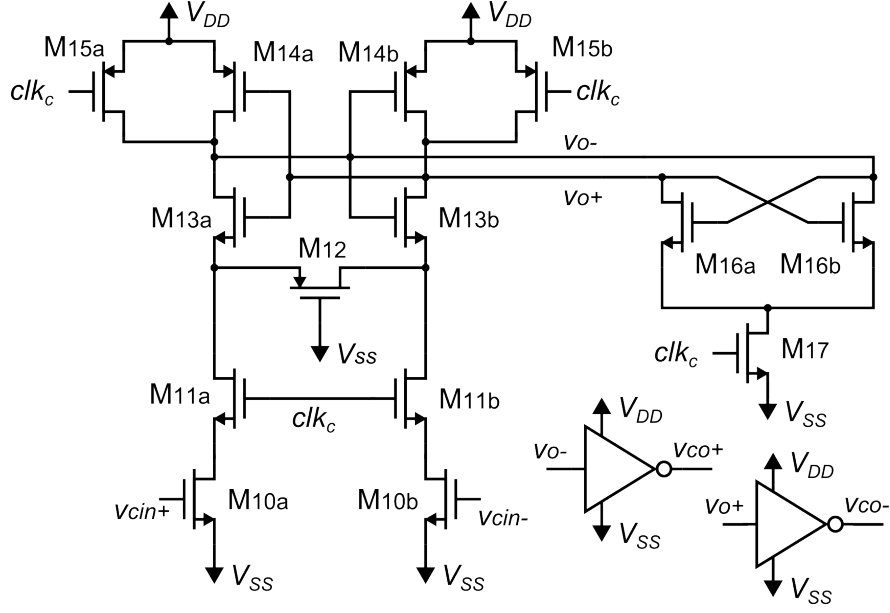 VDD VDD
M15a M14a M14b M15b
clkc clkc
vo-
vo+
M13a M13b
M12
M16a M16b
VSS
clkc M17
M11a M11b
clkc
VSS
VDD
vo- vco+
VDD
vcin+ M10a M10b vcin-
vo+ vco-
VSS
VSS VSS
VSS